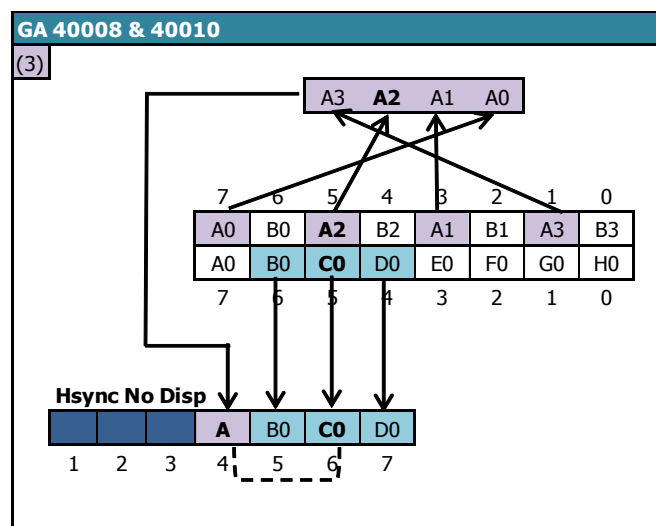 GA 40008 & 40010
(3)
A3 A2 A1 A0
7 6 5 4 3 2 1 0
A0 B0 A2 B2 A1 B1 A3 B3
A0 B0 C0 D0 E0 F0 G0 H0
7 6 5 4 3 2 1 0
Hsync No Disp
A B0 C0 D0
1 2 3 4 5 6 7